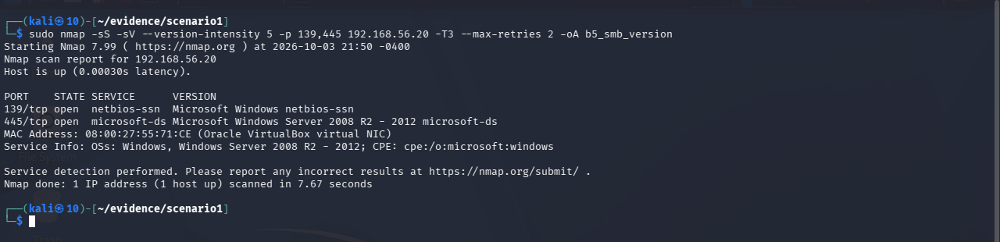 ┌──(kali㉿10)-[~/evidence/scenario1]
└─$ sudo nmap -sS -sV --version-intensity 5 -p 139,445 192.168.56.20 -T3 --max-retries 2 -oA b5_smb_version
Starting Nmap 7.99 ( https://nmap.org ) at 2026-10-03 21:50 -0400
Nmap scan report for 192.168.56.20
Host is up (0.00030s latency).
PORT    STATE SERVICE      VERSION
139/tcp open  netbios-ssn  Microsoft Windows netbios-ssn
445/tcp open  microsoft-ds Microsoft Windows Server 2008 R2 - 2012 microsoft-ds
MAC Address: 08:00:27:55:71:CE (Oracle VirtualBox virtual NIC)
Service Info: OSs: Windows, Windows Server 2008 R2 - 2012; CPE: cpe:/o:microsoft:windows
File System
Service detection performed. Please report any incorrect results at https://nmap.org/submit/ .
Nmap done: 1 IP address (1 host up) scanned in 7.67 seconds
┌──(kali㉿10)-[~/evidence/scenario1]
└─$